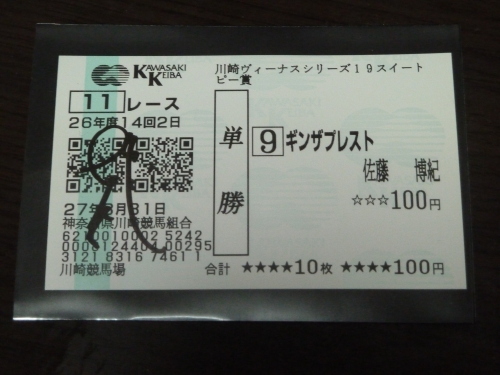 KAWASAKI KEIBA
川崎ヴィーナスシリーズ19スイート
ピー賞
11レース
26年度14回2日
単勝
9 ギンザプレスト
佐藤 博紀
☆☆☆100円
神奈川県川崎競馬組合
3121 8316 7461 1
川崎競馬場
合計 ★★★★10枚 ★★★★100円